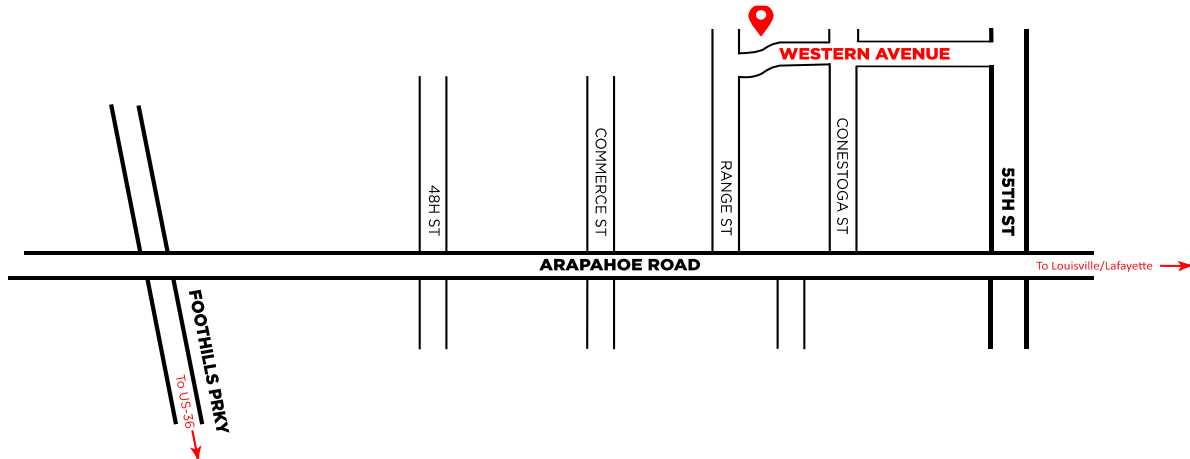 WESTERN AVENUE
48H ST
COMMERCE ST
RANGE ST
CONESTOGA ST
55TH ST
ARAPAHOE ROAD
To Louisville/Lafayette
FOOTHILLS PRKY
To US-36